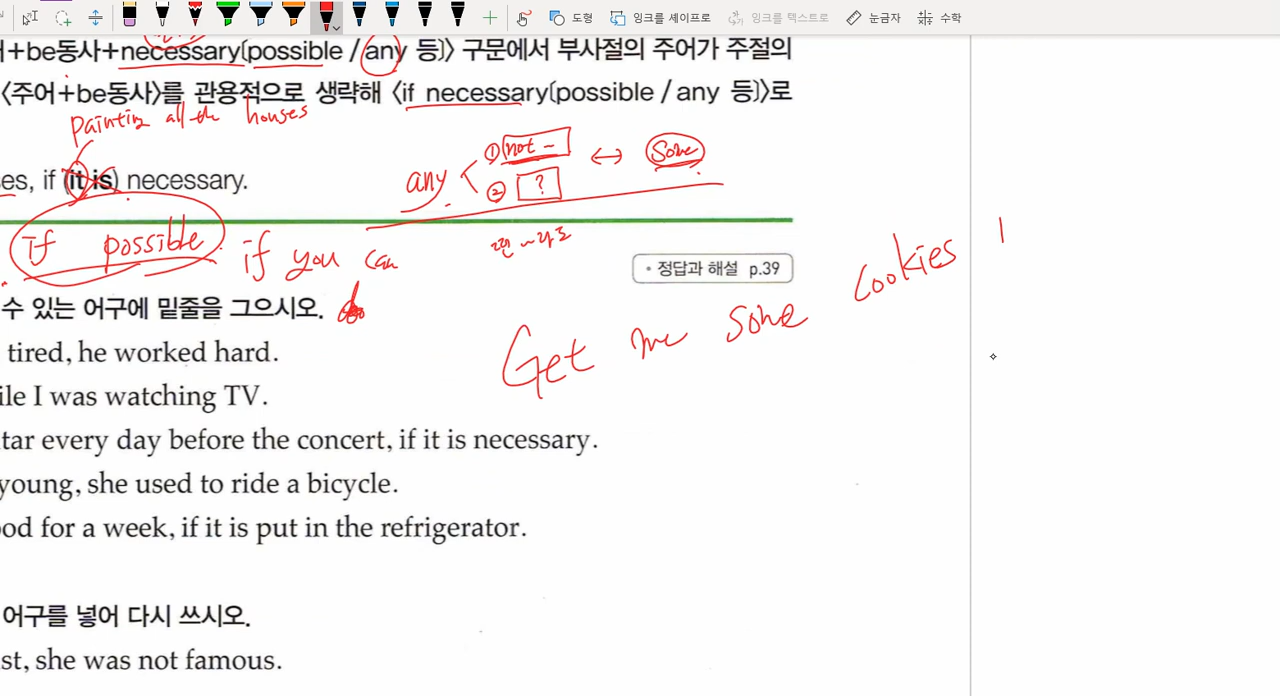 도형 잉크를 셰이프로 잉크를 텍스트로 눈금자 수학
+be동사+necessary(possible / any 등)〉 구문에서 부사절의 주어가 주절의
〈주어+be동사〉를 관용적으로 생략해 〈if necessary(possible / any 등)〉로
painting all the houses
any ① not - ↔ Some
② ?
es, if (it is) necessary.
if possible if you can
• 정답과 해설 p.39
Get me some cookies
수 있는 어구에 밑줄을 그으시오.
tired, he worked hard.
ile I was watching TV.
tar every day before the concert, if it is necessary.
young, she used to ride a bicycle.
ood for a week, if it is put in the refrigerator.
어구를 넣어 다시 쓰시오.
st, she was not famous.